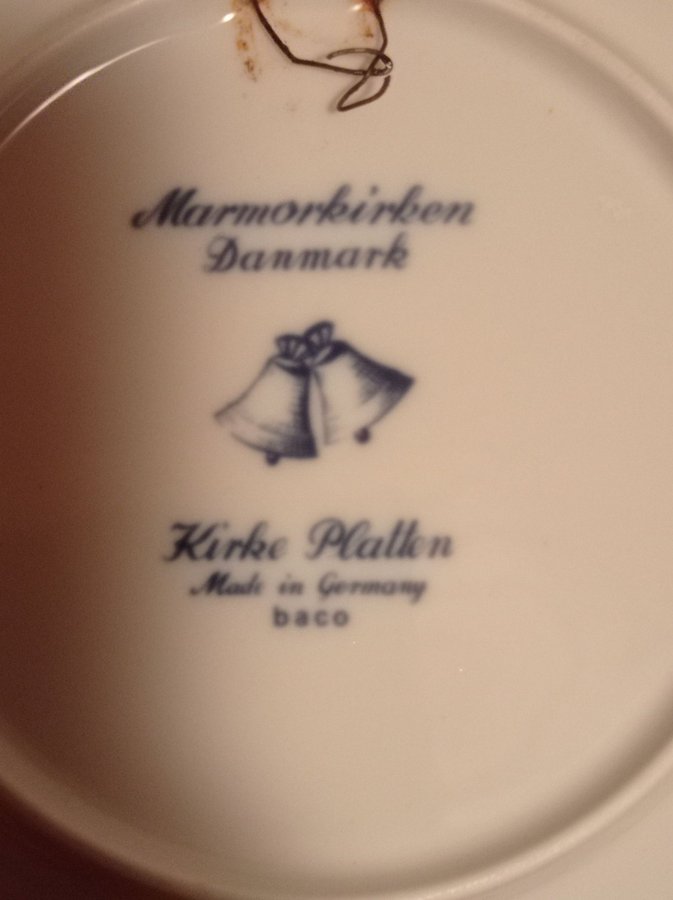 Marmorkirken
Danmark
Kirke Platten
Made in Germany
baco